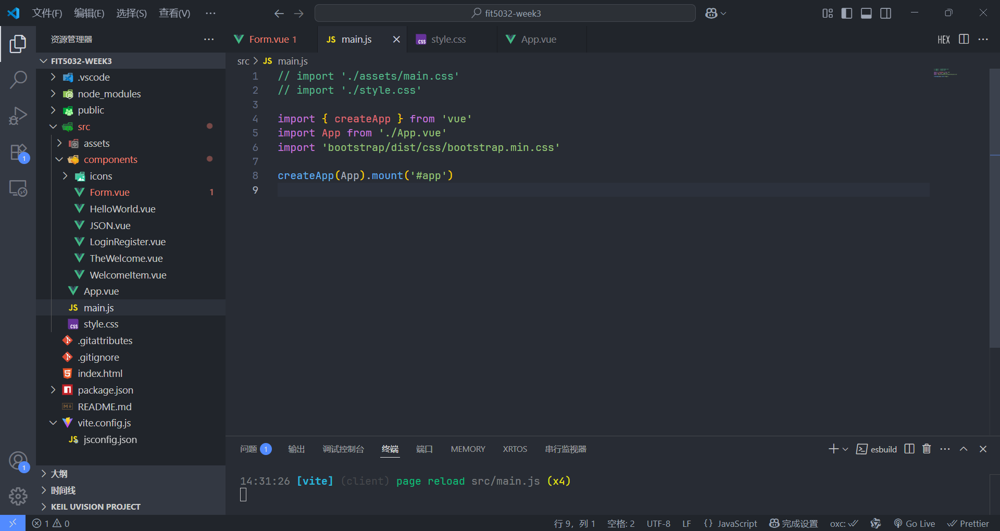 文件(F) 编辑(E) 选择(S) 查看(V) ··· fit5032-week3
资源管理器 ···
Form.vue 1 JS main.js css style.css App.vue HEX ···
FIT5032-WEEK3
.vscode
node_modules
public
src
assets
components
icons
Form.vue 1
HelloWorld.vue
JSON.vue
LoginRegister.vue
TheWelcome.vue
WelcomeItem.vue
App.vue
JS main.js
css style.css
.gitattributes
.gitignore
index.html
package.json
README.md
vite.config.js
JS jsconfig.json
大纲
时间线
KEIL UVISION PROJECT
1
1
src > JS main.js
1 // import './assets/main.css'
2 // import './style.css'
3
4 import { createApp } from 'vue'
5 import App from './App.vue'
6 import 'bootstrap/dist/css/bootstrap.min.css'
7
8 createApp(App).mount('#app')
9
问题 1 输出 调试控制台 终端 端口 MEMORY XRTOS 串行监视器 esbuild ···
14:31:26 [vite] (client) page reload src/main.js (x4)
1 0 行 9，列 1 空格: 2 UTF-8 LF {} JavaScript 完成设置 oxc: Go Live Prettier